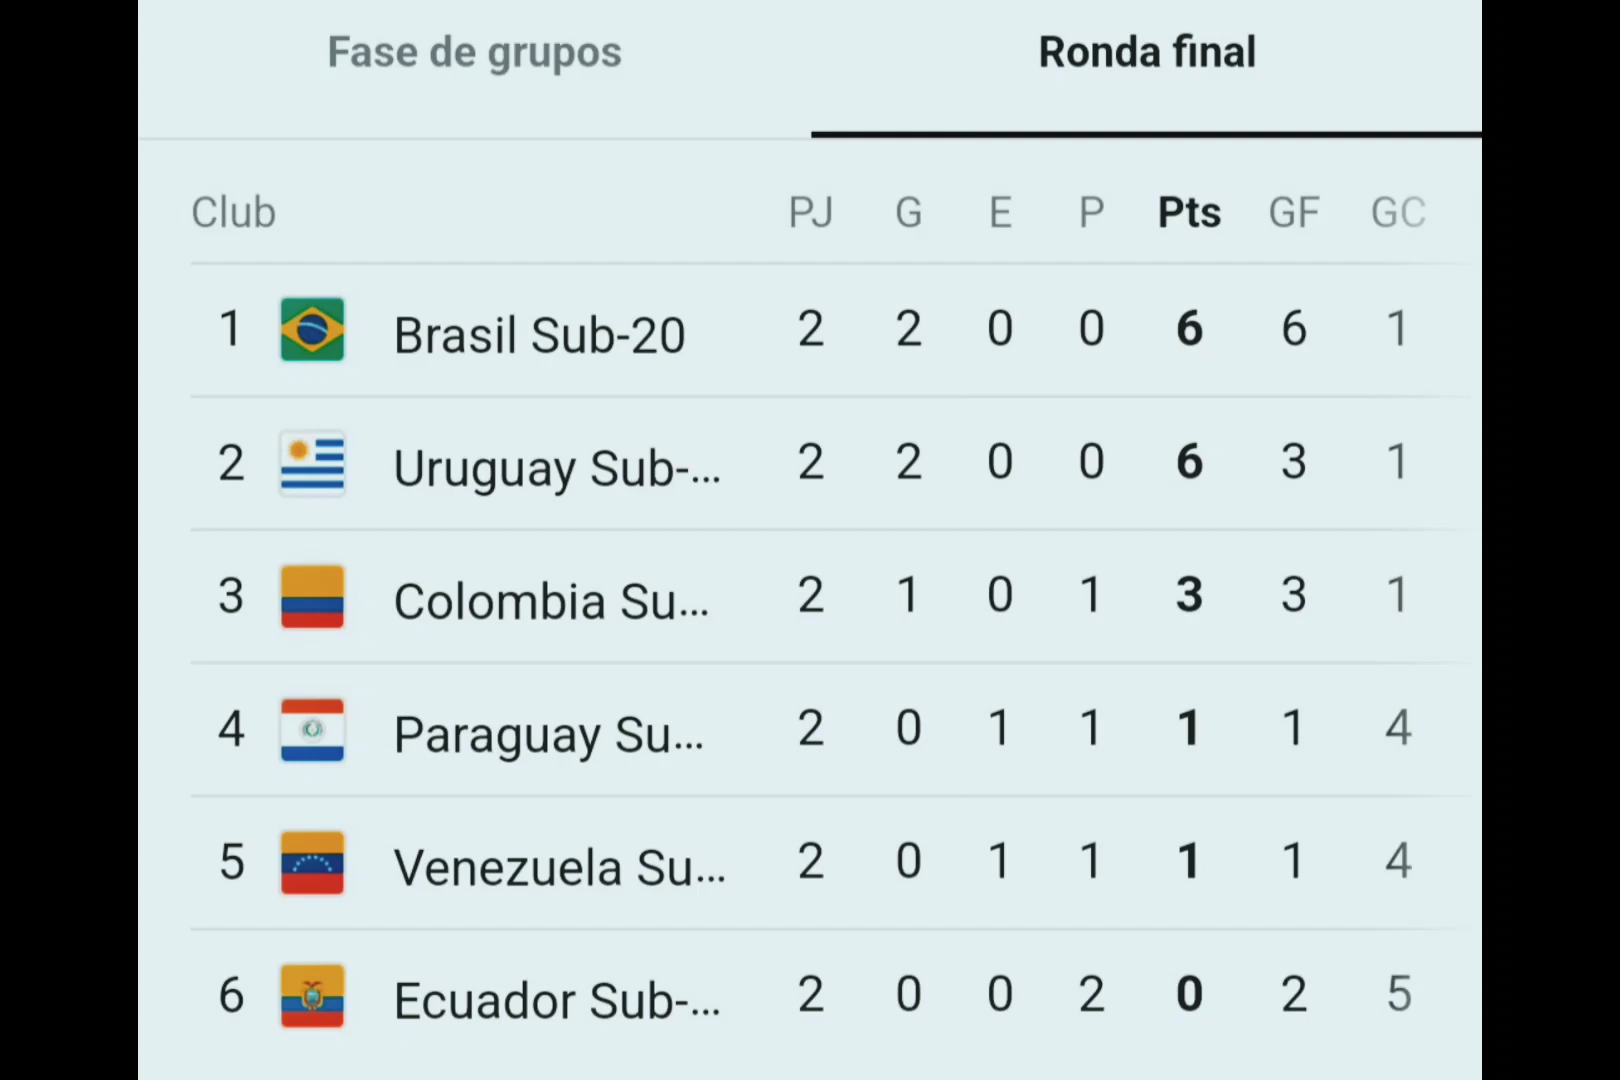 Fase de grupos Ronda final
Club PJ G E P Pts GF GC
1 Brasil Sub-20 2 2 0 0 6 6 1
2 Uruguay Sub-... 2 2 0 0 6 3 1
3 Colombia Su... 2 1 0 1 3 3 1
4 Paraguay Su... 2 0 1 1 1 1 4
5 Venezuela Su... 2 0 1 1 1 1 4
6 Ecuador Sub-... 2 0 0 2 0 2 5